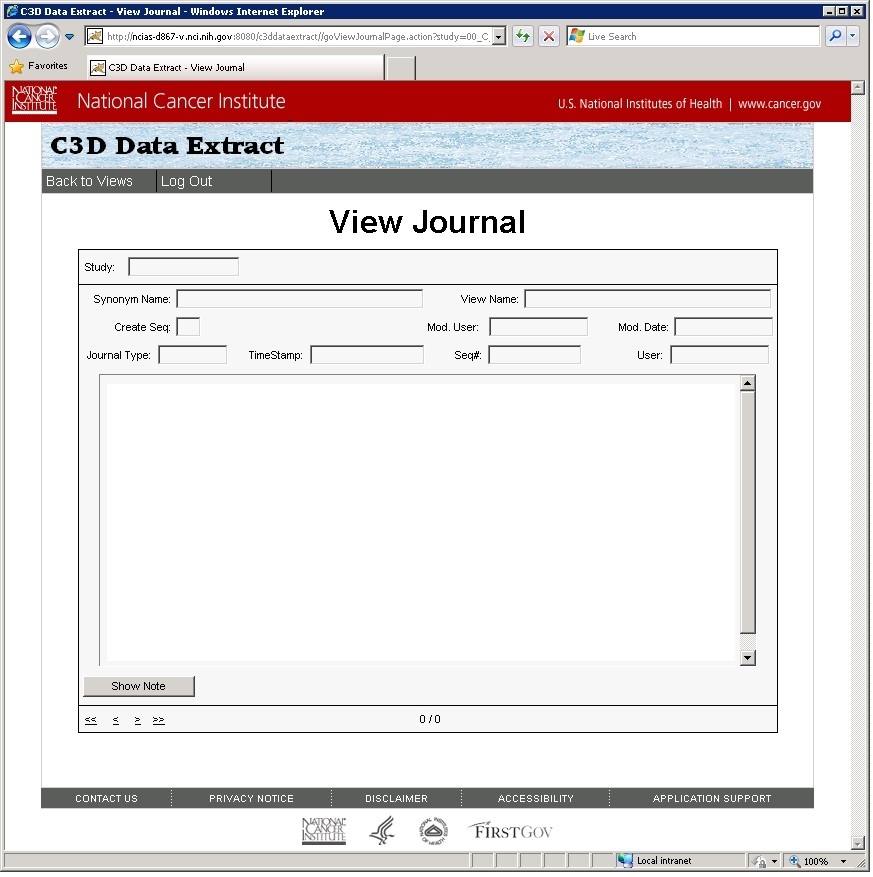 C3D Data Extract - View Journal - Windows Internet Explorer
http://ncias-d867-v.nci.nih.gov:8080/c3ddataextract//goViewJournalPage.action?study=00_C_
Live Search
Favorites
C3D Data Extract - View Journal
NATIONAL CANCER INSTITUTE
National Cancer Institute
U.S. National Institutes of Health | www.cancer.gov
C3D Data Extract
Back to Views
Log Out
View Journal
Study:
Synonym Name:
View Name:
Create Seq:
Mod. User:
Mod. Date:
Journal Type:
TimeStamp:
Seq#:
User:
Show Note
<< < > >>
0 / 0
CONTACT US
PRIVACY NOTICE
DISCLAIMER
ACCESSIBILITY
APPLICATION SUPPORT
NATIONAL CANCER INSTITUTE
FIRSTGOV
Local intranet
100%